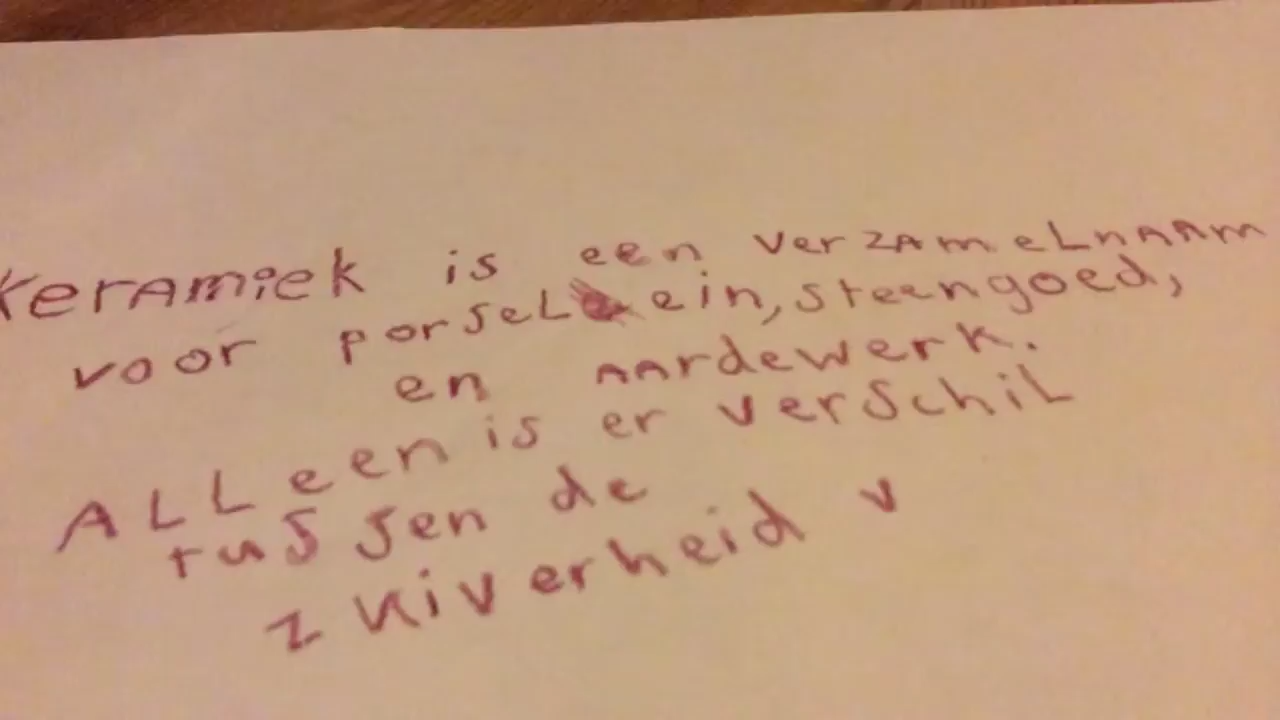 Keramiek is een verzamelnaam
voor porselein, steengoed,
en aardewerk.
Alleen is er verschil
tussen de
zuiverheid v